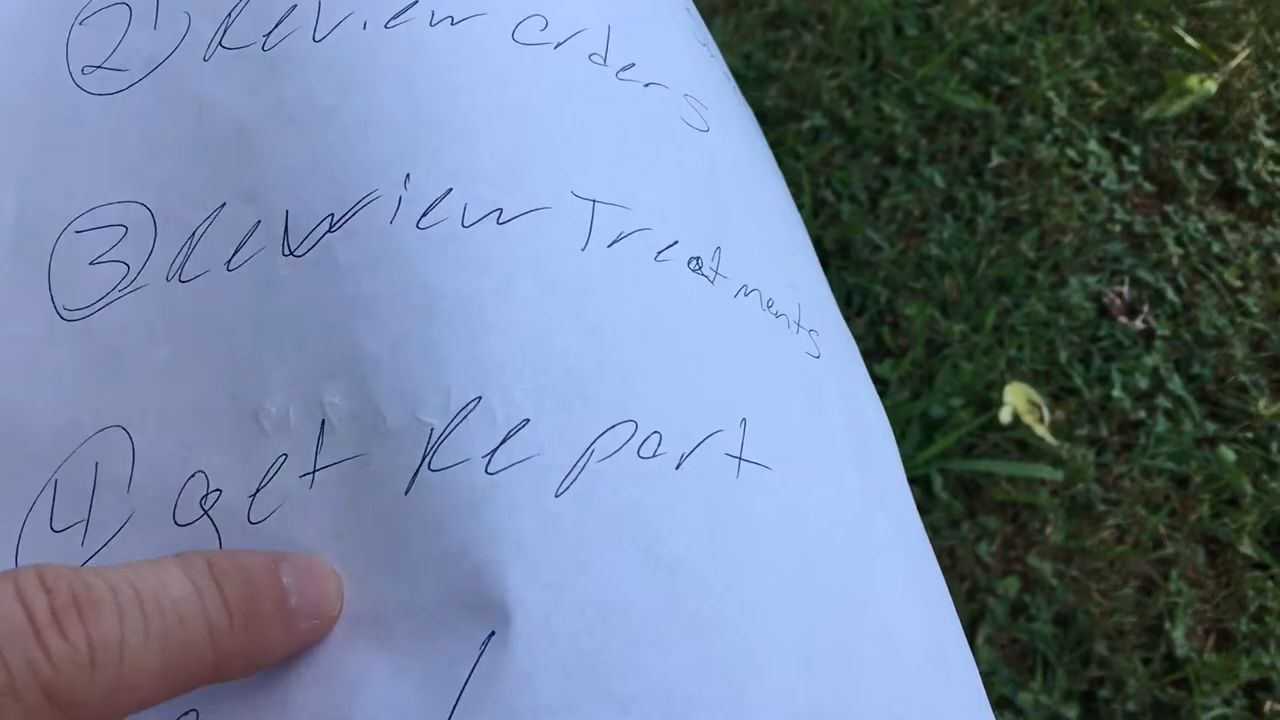 ② Review orders
③ Review Treatments
④ get Report